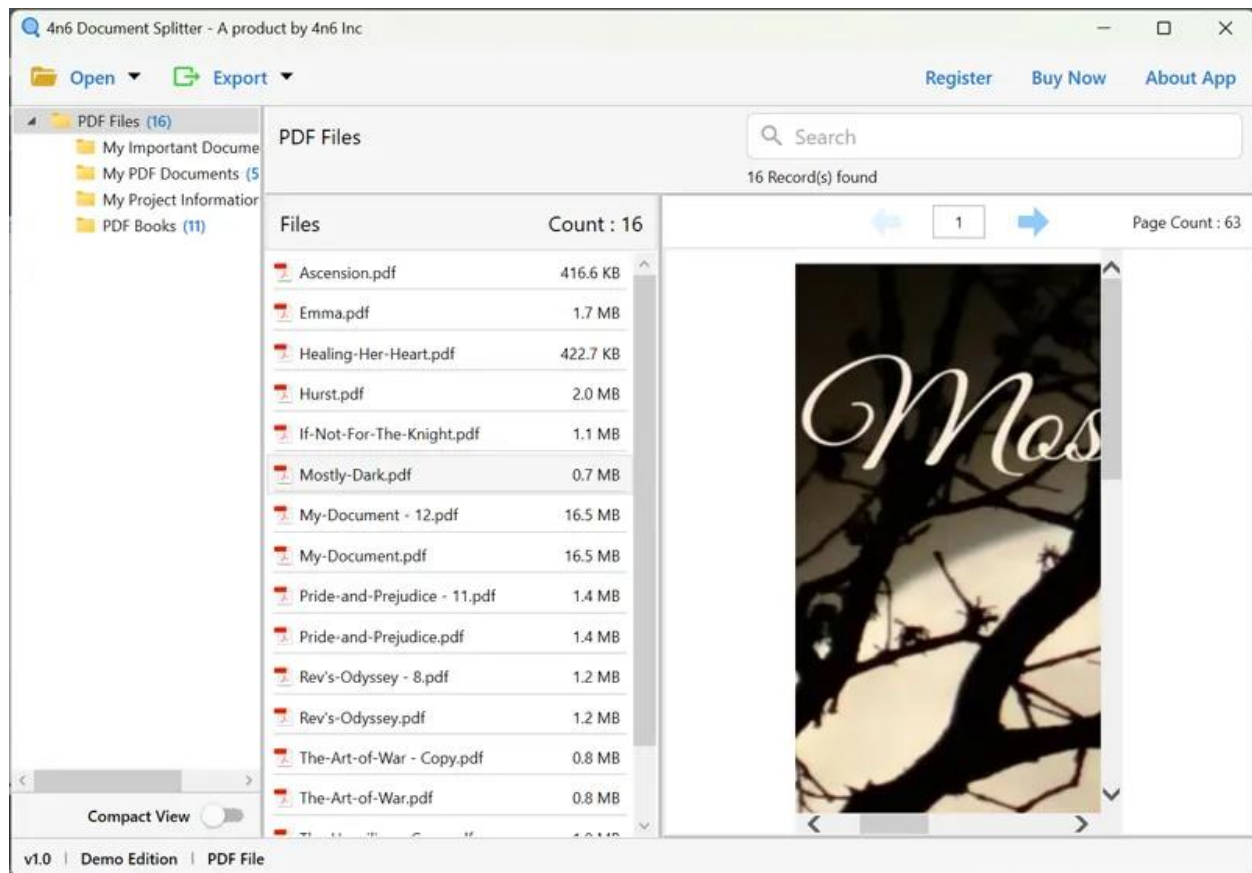 4n6 Document Splitter - A product by 4n6 Inc
Open Export Register Buy Now About App
PDF Files (16)
My Important Docume
My PDF Documents (5
My Project Information
PDF Books (11)
PDF Files
Search
16 Record(s) found
Files Count : 16
1 Page Count : 63
Ascension.pdf 416.6 KB
Emma.pdf 1.7 MB
Healing-Her-Heart.pdf 422.7 KB
Hurst.pdf 2.0 MB
If-Not-For-The-Knight.pdf 1.1 MB
Mostly-Dark.pdf 0.7 MB
My-Document - 12.pdf 16.5 MB
My-Document.pdf 16.5 MB
Pride-and-Prejudice - 11.pdf 1.4 MB
Pride-and-Prejudice.pdf 1.4 MB
Rev's-Odyssey - 8.pdf 1.2 MB
Rev's-Odyssey.pdf 1.2 MB
The-Art-of-War - Copy.pdf 0.8 MB
The-Art-of-War.pdf 0.8 MB
Mos
Compact View
v1.0 | Demo Edition | PDF File